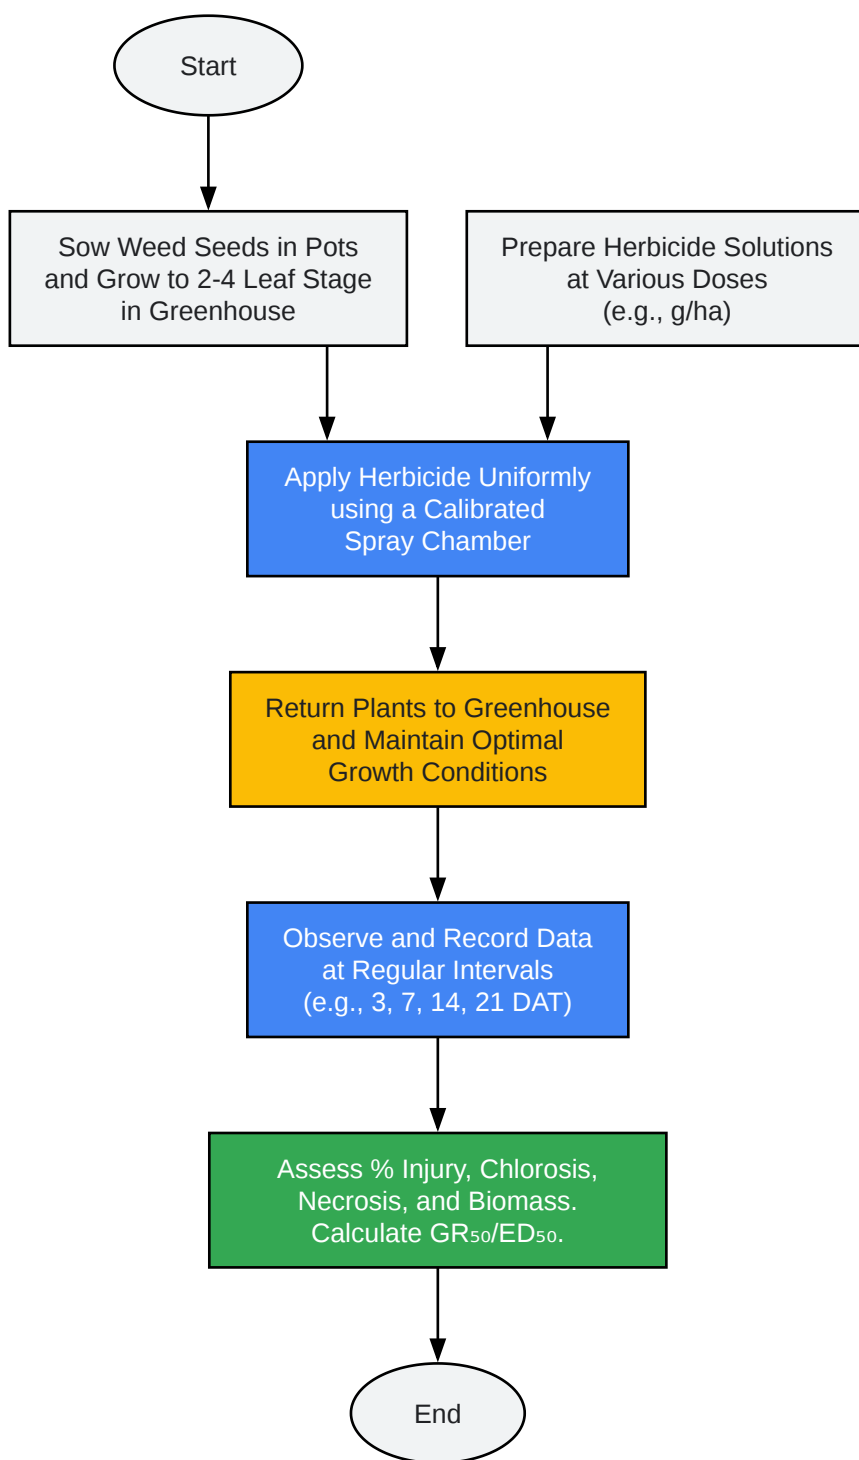 Start
Sow Weed Seeds in Pots
and Grow to 2-4 Leaf Stage
in Greenhouse
Prepare Herbicide Solutions
at Various Doses
(e.g., g/ha)
Apply Herbicide Uniformly
using a Calibrated
Spray Chamber
Return Plants to Greenhouse
and Maintain Optimal
Growth Conditions
Observe and Record Data
at Regular Intervals
(e.g., 3, 7, 14, 21 DAT)
Assess % Injury, Chlorosis,
Necrosis, and Biomass.
Calculate GR₅₀/ED₅₀.
End